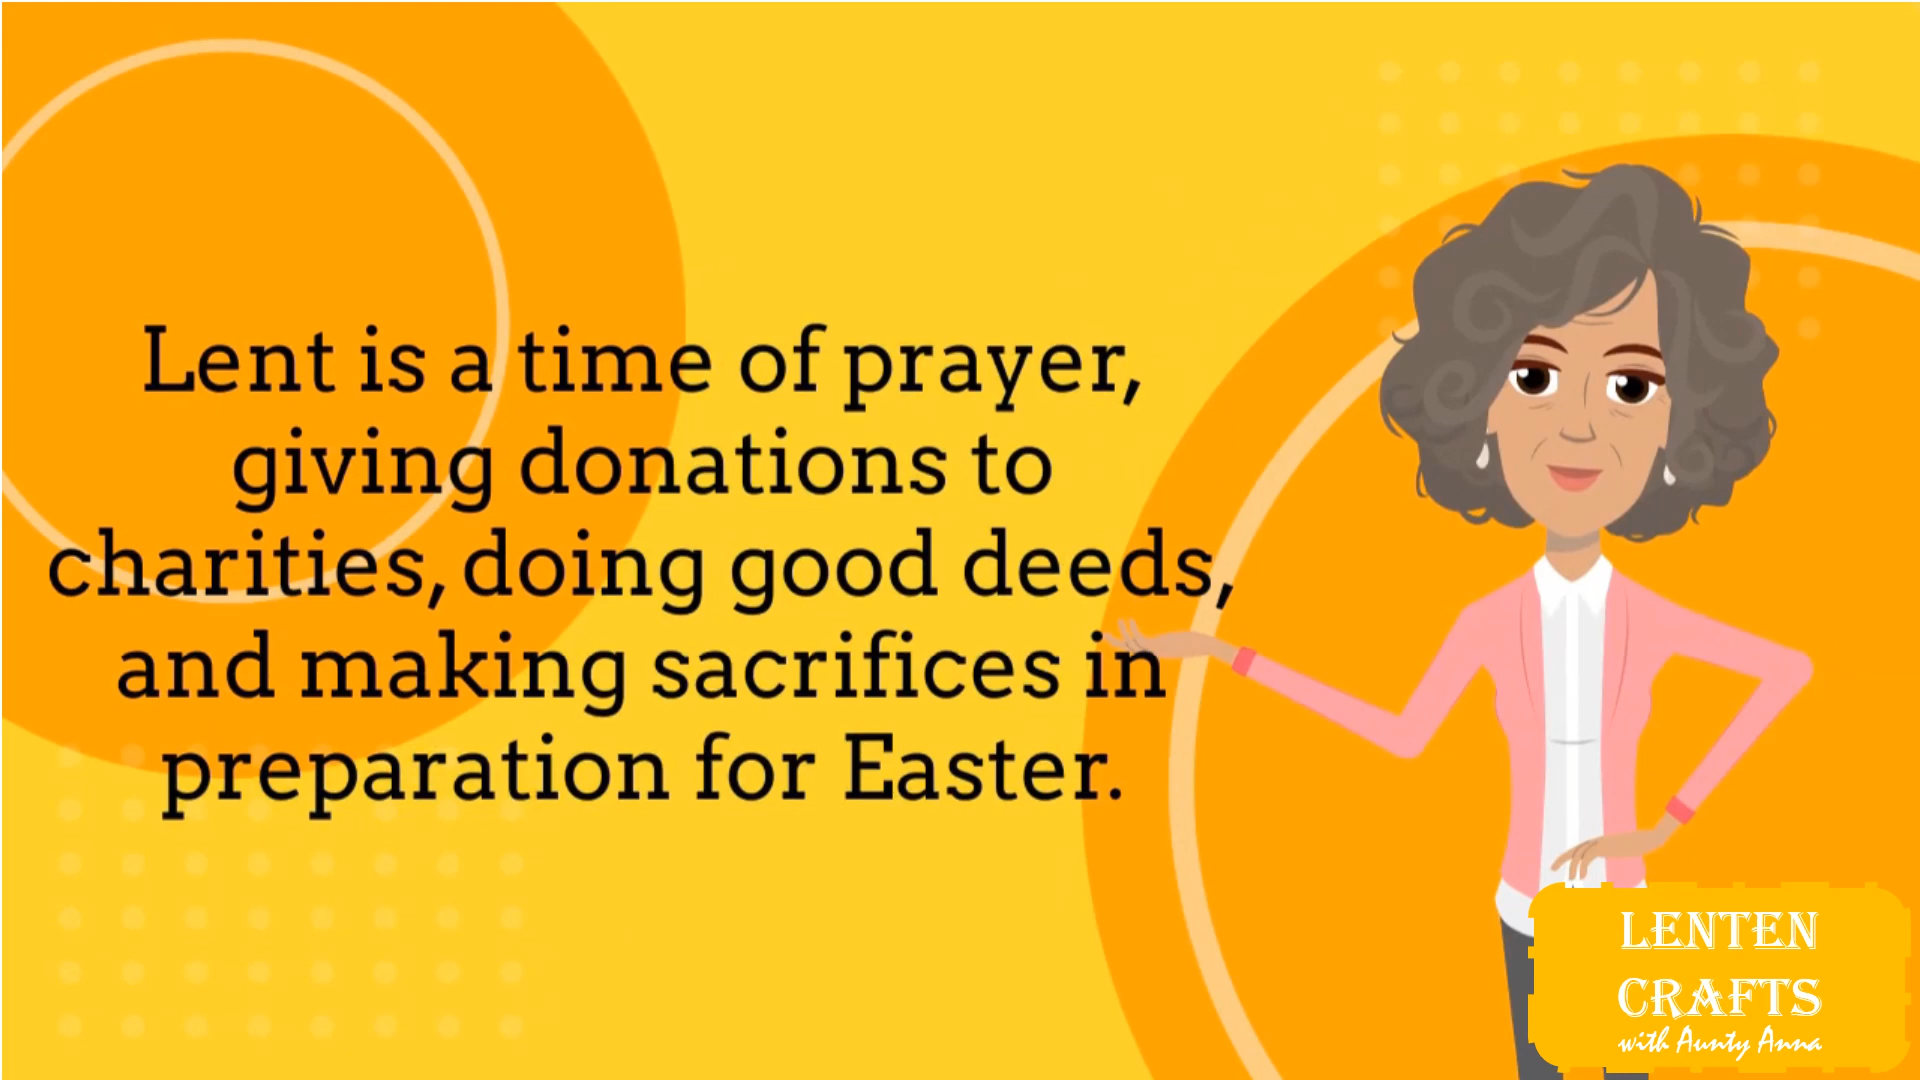 Lent is a time of prayer,
giving donations to
charities, doing good deeds,
and making sacrifices in
preparation for Easter.
LENTEN
CRAFTS
with Aunty Anna